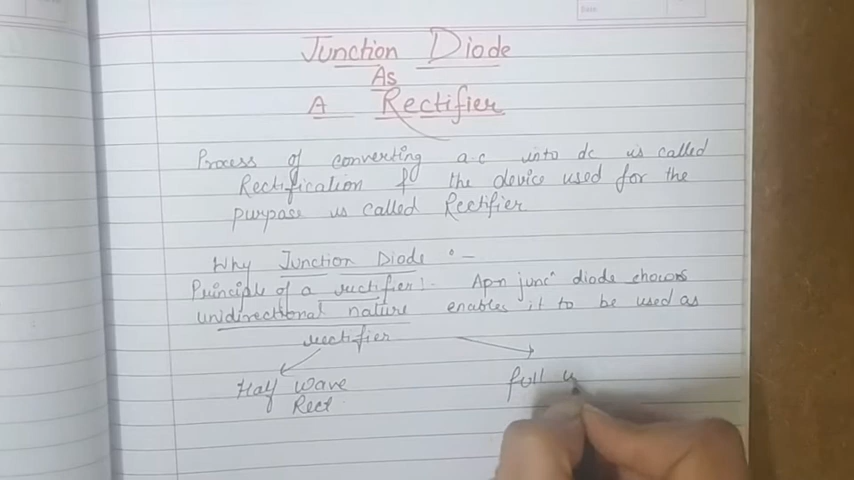 Date
Junction Diode
As
A Rectifier
Process of converting a.c into dc is called
Rectification & the device used for the
purpose is called Rectifier
Why Junction Diode :-
Principle of a rectifier :- A pn junc^n diode shows
unidirectional nature enables it to be used as
rectifier
Half Wave Full
Rect